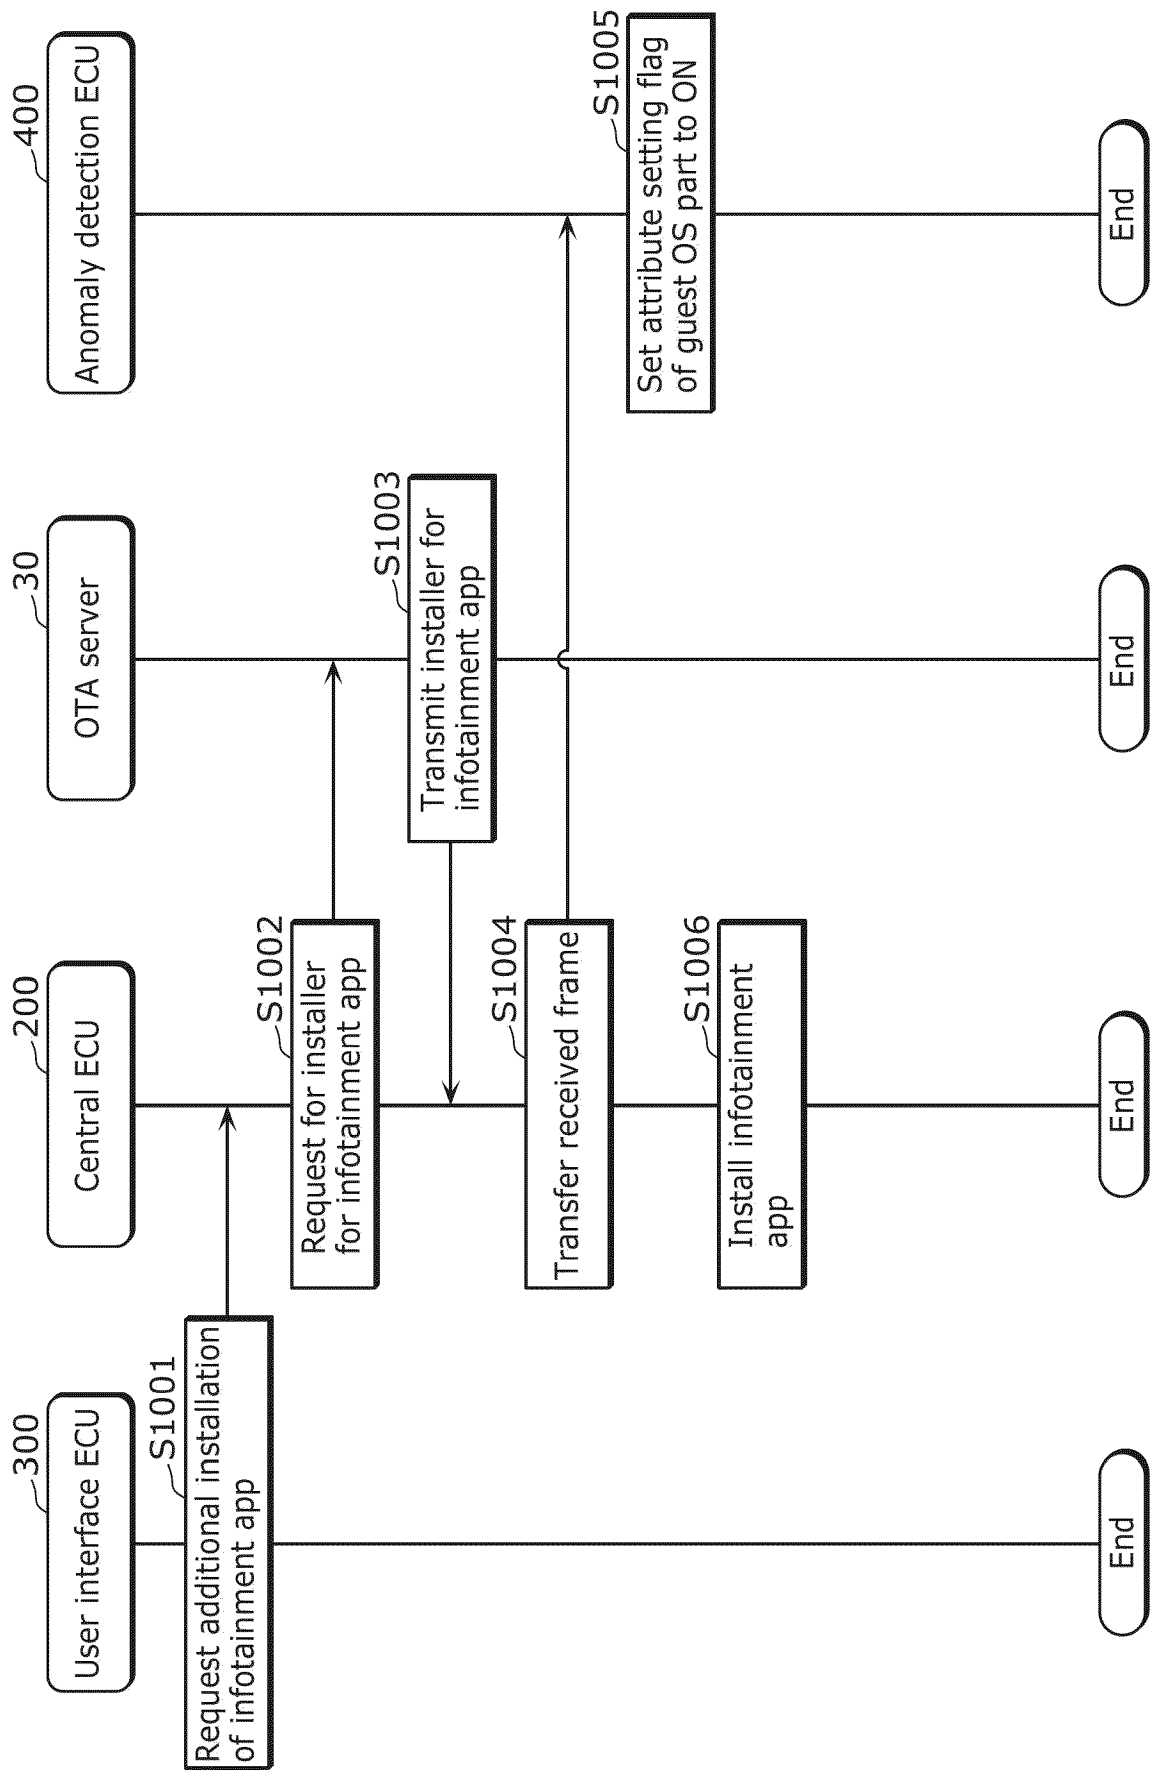 300
User interface ECU
200
Central ECU
30
OTA server
400
Anomaly detection ECU
S1001
Request additional installation
of infotainment app
S1002
Request for installer
for infotainment app
S1003
Transmit installer for
infotainment app
S1004
Transfer received frame
S1005
Set attribute setting flag
of guest OS part to ON
S1006
Install infotainment
app
End
End
End
End